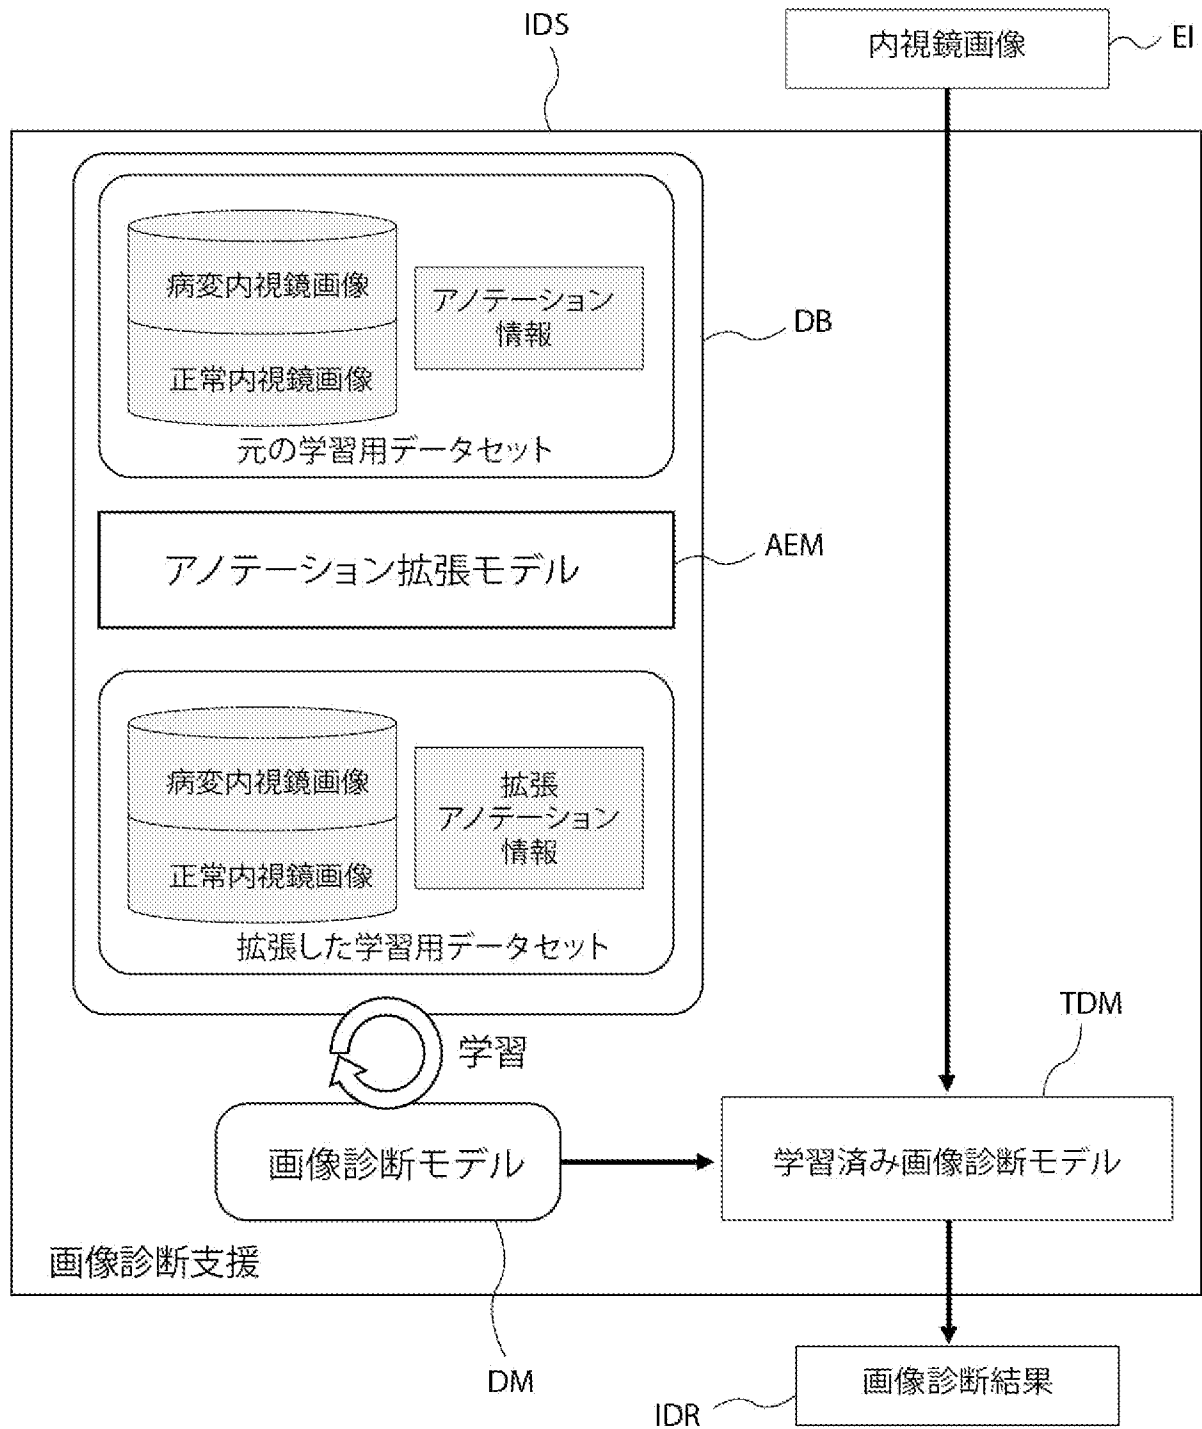 IDS
内視鏡画像
EI
病変内視鏡画像
正常内視鏡画像
アノテーション
情報
元の学習用データセット
DB
アノテーション拡張モデル
AEM
病変内視鏡画像
正常内視鏡画像
拡張
アノテーション
情報
拡張した学習用データセット
学習
TDM
画像診断モデル
学習済み画像診断モデル
画像診断支援
DM
画像診断結果
IDR